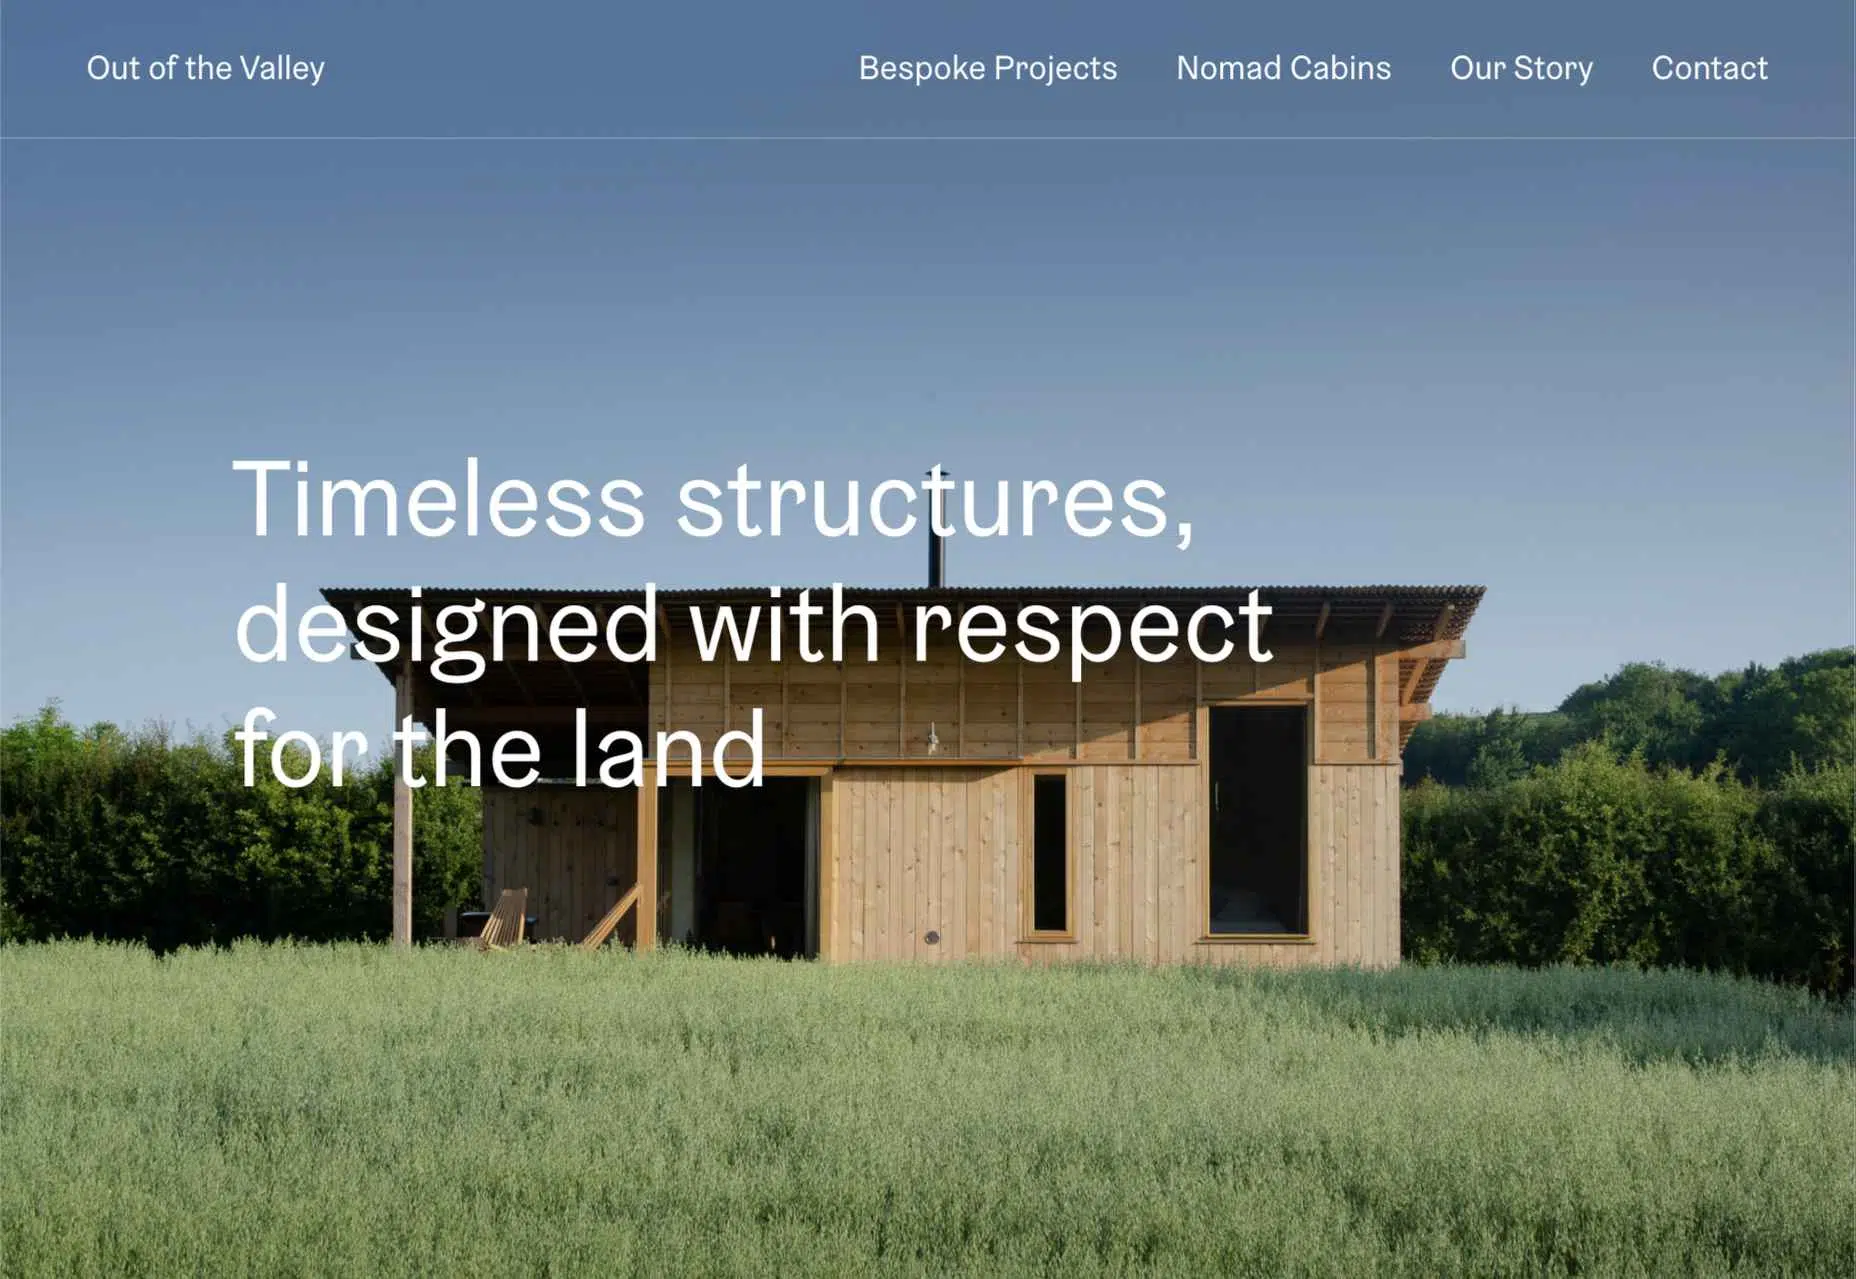 Out of the Valley
Bespoke Projects
Nomad Cabins
Our Story
Contact
Timeless structures,
designed with respect
for the land